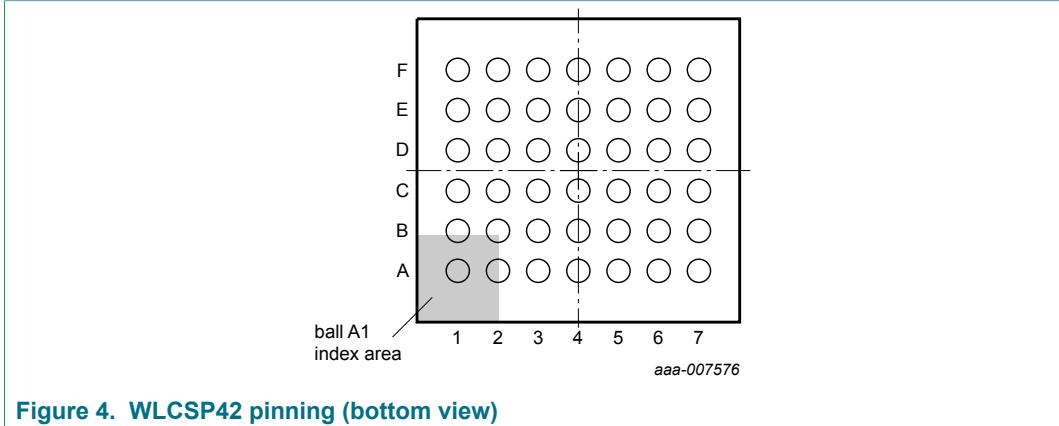 F
E
D
C
B
A
ball A1
index area
1 2 3 4 5 6 7
aaa-007576
Figure 4. WLCSP42 pinning (bottom view)